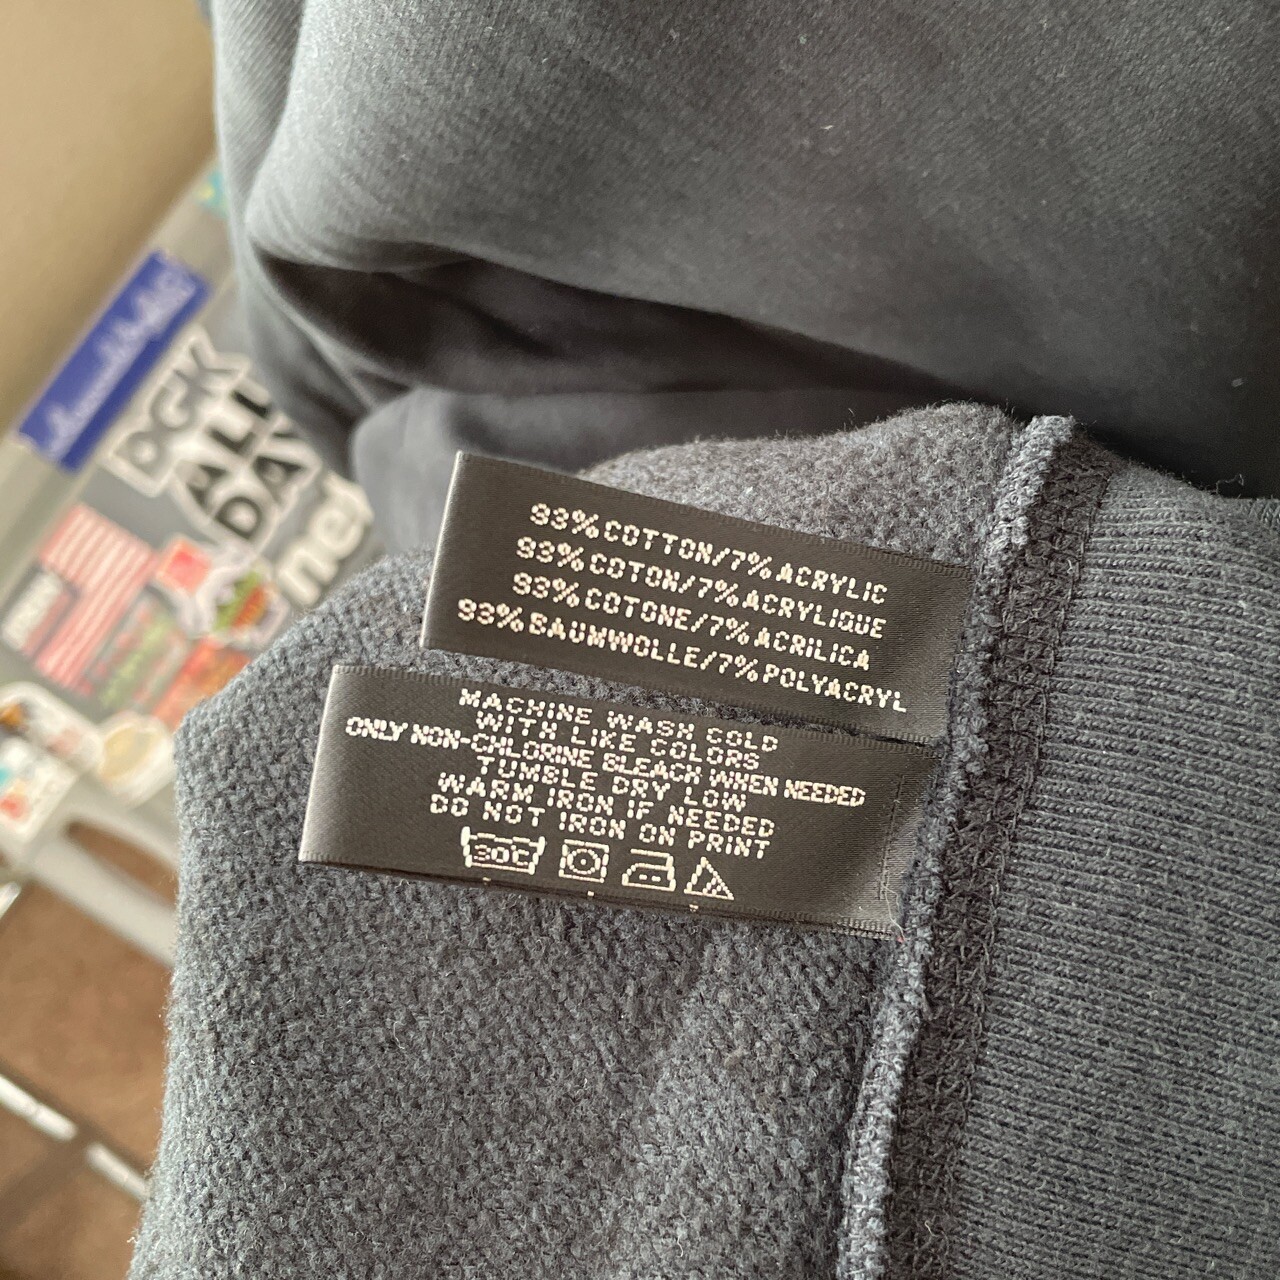 DGK
ALL
DAY
93% COTTON/7% ACRYLIC
93% COTON/7% ACRYLIQUE
93% COTONE/7% ACRILICA
93% BAUMWOLLE/7% POLYACRYL
MACHINE WASH COLD
WITH LIKE COLORS
ONLY NON-CHLORINE BLEACH WHEN NEEDED
TUMBLE DRY LOW
WARM IRON IF NEEDED
DO NOT IRON ON PRINT
30C